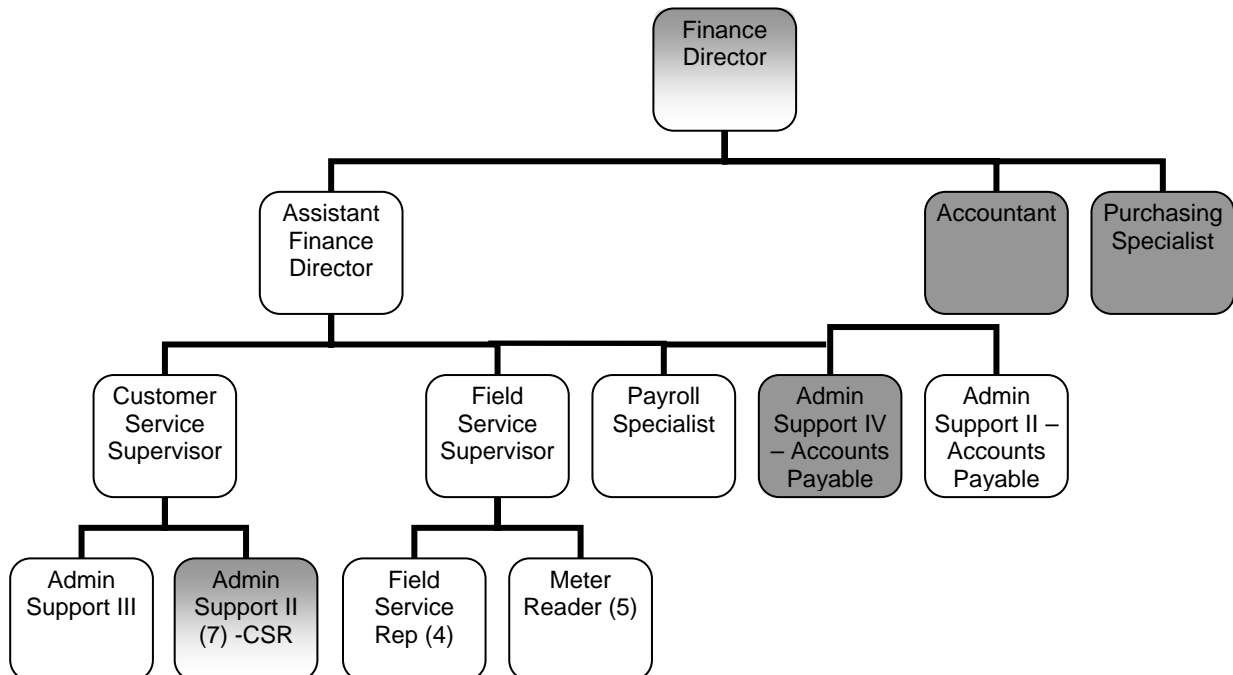 Finance
Director
Assistant
Finance
Director
Accountant
Purchasing
Specialist
Customer
Service
Supervisor
Field
Service
Supervisor
Payroll
Specialist
Admin
Support IV
– Accounts
Payable
Admin
Support II –
Accounts
Payable
Admin
Support III
Admin
Support II
(7) -CSR
Field
Service
Rep (4)
Meter
Reader (5)